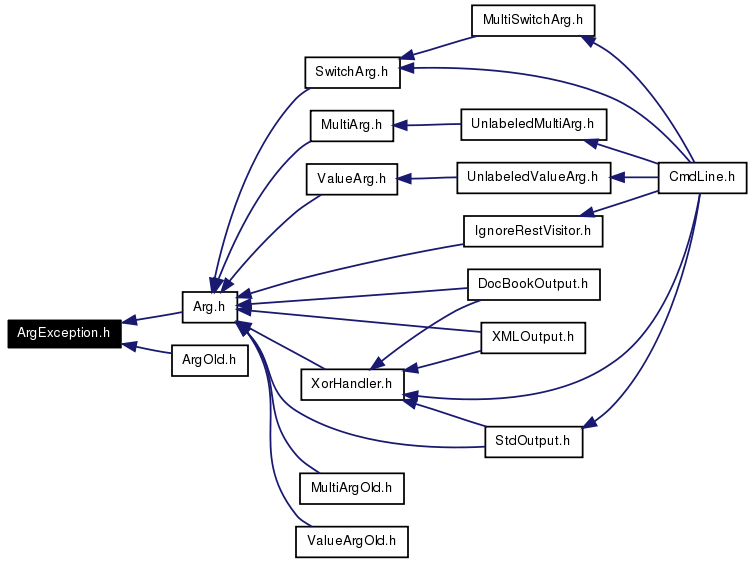 MultiSwitchArg.h
SwitchArg.h
MultiArg.h
UnlabeledMultiArg.h
ValueArg.h
UnlabeledValueArg.h
CmdLine.h
IgnoreRestVisitor.h
DocBookOutput.h
Arg.h
ArgException.h
XMLOutput.h
ArgOld.h
XorHandler.h
StdOutput.h
MultiArgOld.h
ValueArgOld.h